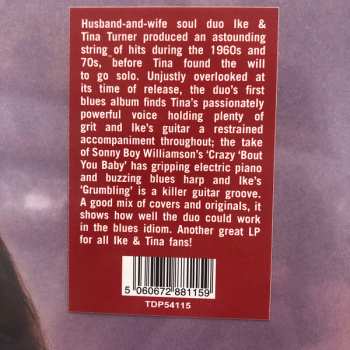 Husband-and-wife soul duo Ike &
Tina Turner produced an astounding
string of hits during the 1960s and
70s, before Tina found the will
to go solo. Unjustly overlooked at
its time of release, the duo's first
blues album finds Tina's passionately
powerful voice holding plenty of
grit and Ike's guitar a restrained
accompaniment throughout; the take
of Sonny Boy Williamson's 'Crazy 'Bout
You Baby' has gripping electric piano
and buzzing blues harp and Ike's
'Grumbling' is a killer guitar groove.
A good mix of covers and originals, it
shows how well the duo could work
in the blues idiom. Another great LP
for all Ike & Tina fans!
5 060672 881159
TDP54115